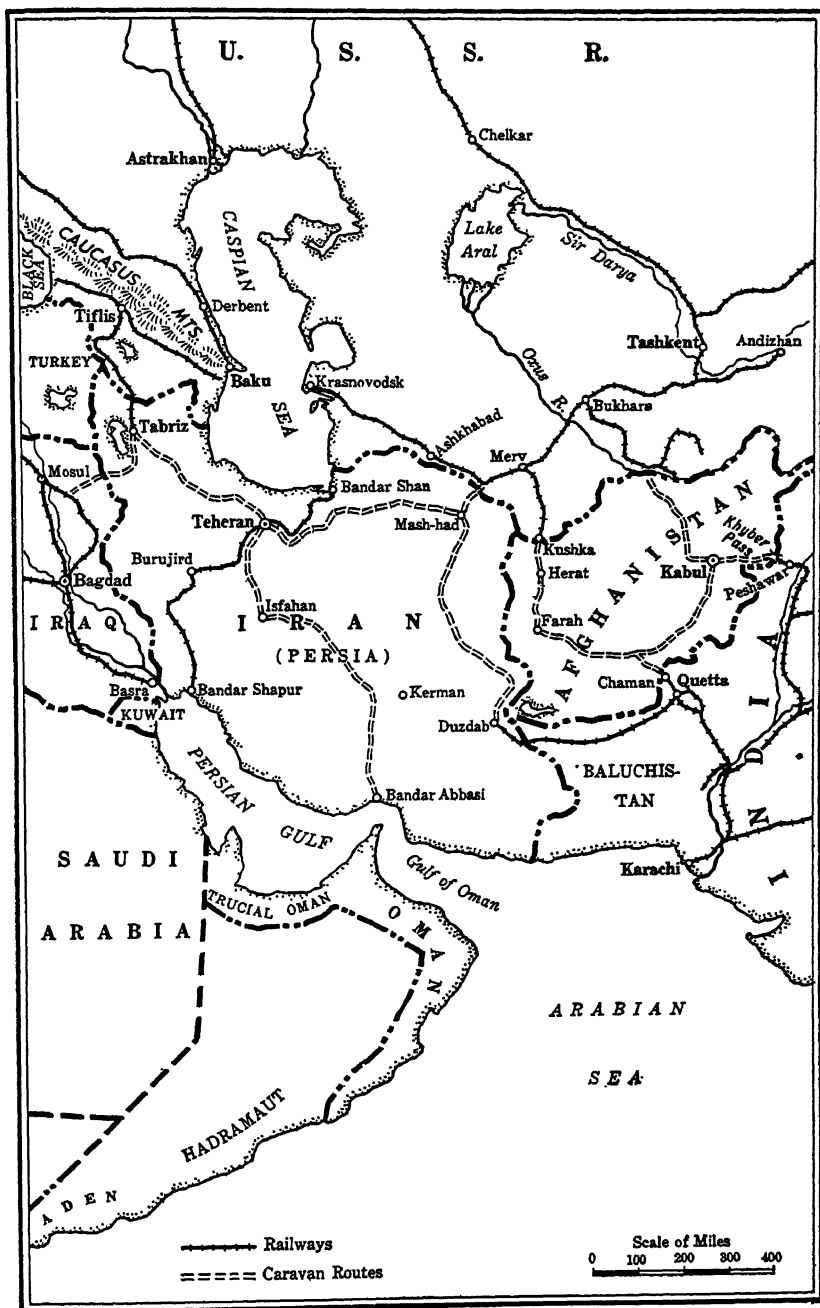 U. S. S. R.
Chelkar
Astrakhan
CASPIAN
SEA
Lake
Aral
Sir Darya
BLACK
SEA
CAUCASUS
MTS.
Derbent
Tiflis
Tashkent
Andizhan
TURKEY
Baku
Krasnovodsk
Oxus R.
Bukhara
Tabriz
Ashkhabad
Merv
Mosul
Bandar Shan
Teheran
Mash-had
Kushka
Khyber
Pass
Burujird
Herat
Kabul
Peshawar
Bagdad
AFGHANISTAN
Isfahan
IRAN
(PERSIA)
Farah
IRAQ
Chaman
Quetta
Basra
Bandar Shapur
Kerman
KUWAIT
Duzdab
INDIA
PERSIAN
GULF
BALUCHIS-
TAN
Bandar Abbasi
SAUDI
ARABIA
Gulf of Oman
Karachi
TRUCIAL OMAN
OMAN
ARABIAN
SEA
HADRAMAUT
ADEN
Railways
Caravan Routes
Scale of Miles
0 100 200 300 400